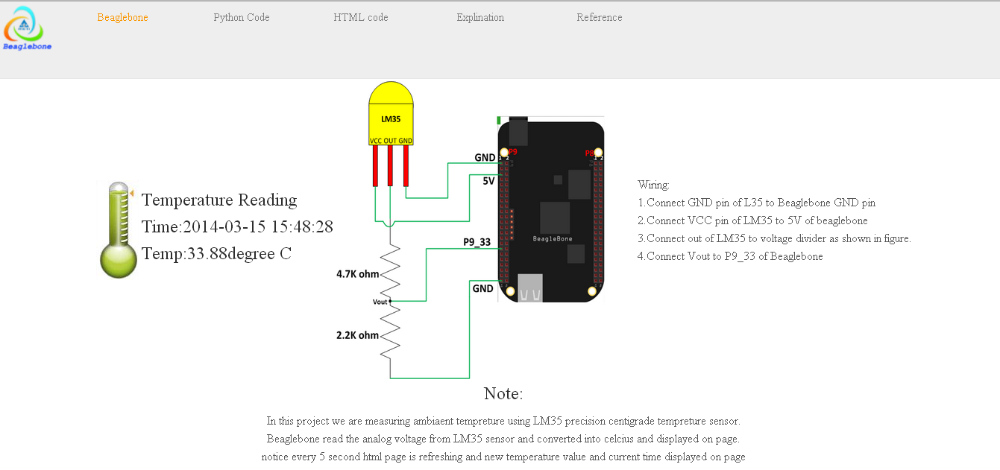 Beaglebone
Python Code
HTML code
Explination
Reference
Beaglebone
LM35
VCC OUT GND
GND
5V
P9
P8
1 2
1 2
BeagleBone
P9_33
GND
4.7K ohm
Vout
2.2K ohm
Temperature Reading
Time:2014-03-15 15:48:28
Temp:33.88degree C
Wiring:
1.Connect GND pin of L35 to Beaglebone GND pin
2.Connect VCC pin of LM35 to 5V of beaglebone
3.Connect out of LM35 to voltage divider as shown in figure.
4.Connect Vout to P9_33 of Beaglebone
Note:
In this project we are measuring ambiaent tempreture using LM35 precision centigrade tempreture sensor.
Beaglebone read the analog voltage from LM35 sensor and converted into celcius and displayed on page.
notice every 5 second html page is refreshing and new temperature value and current time displayed on page